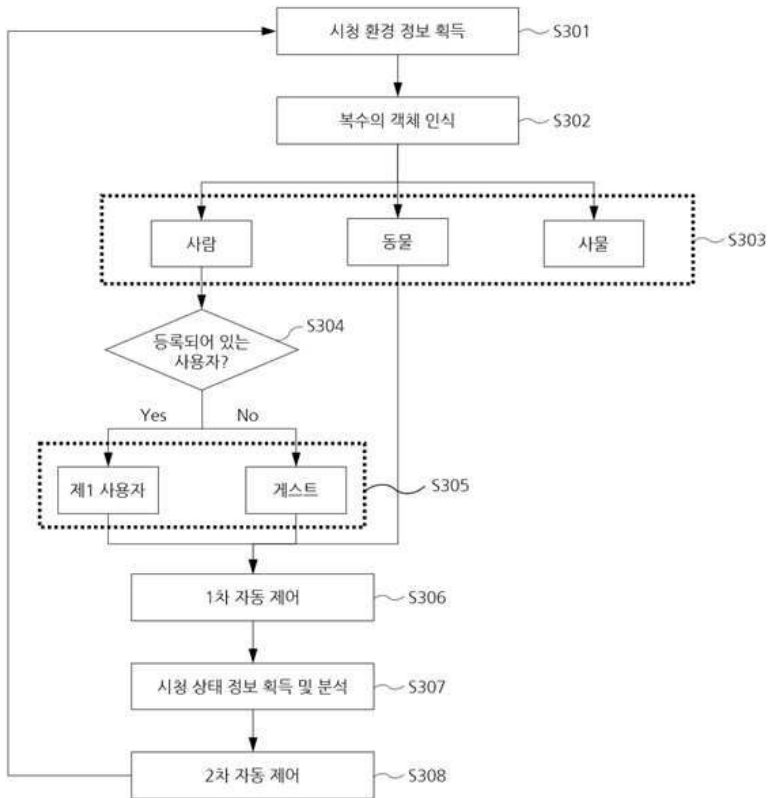 시청 환경 정보 획득
S301
복수의 객체 인식
S302
사람
동물
사물
S303
등록되어 있는
사용자?
S304
Yes
No
제1 사용자
게스트
S305
1차 자동 제어
S306
시청 상태 정보 획득 및 분석
S307
2차 자동 제어
S308